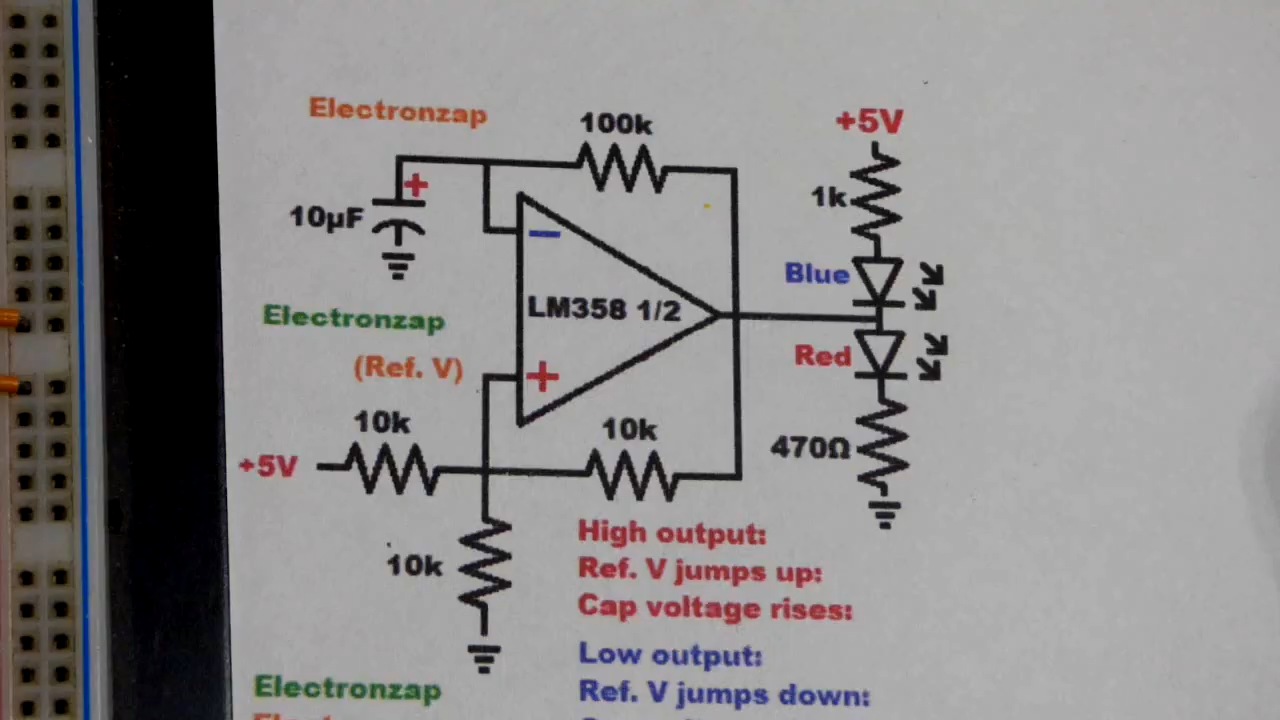 Electronzap
100k
+5V
1k
+
10µF
Blue
LM358 1/2
Electronzap
Red
(Ref. V)
+
10k
10k
470Ω
+5V
High output:
10k
Ref. V jumps up:
Cap voltage rises:
Low output:
Electronzap
Ref. V jumps down: